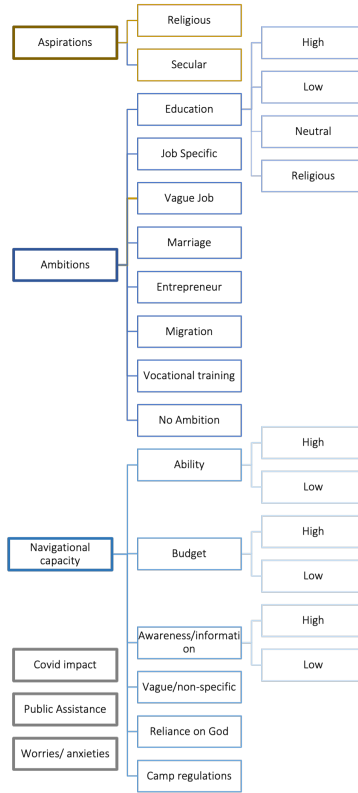 Aspirations
Religious
Secular
Ambitions
Education
High
Low
Neutral
Religious
Job Specific
Vague Job
Marriage
Entrepreneur
Migration
Vocational training
No Ambition
Navigational
capacity
Ability
High
Low
Budget
High
Low
Awareness/informati
on
High
Low
Vague/non-specific
Reliance on God
Camp regulations
Covid impact
Public Assistance
Worries/ anxieties